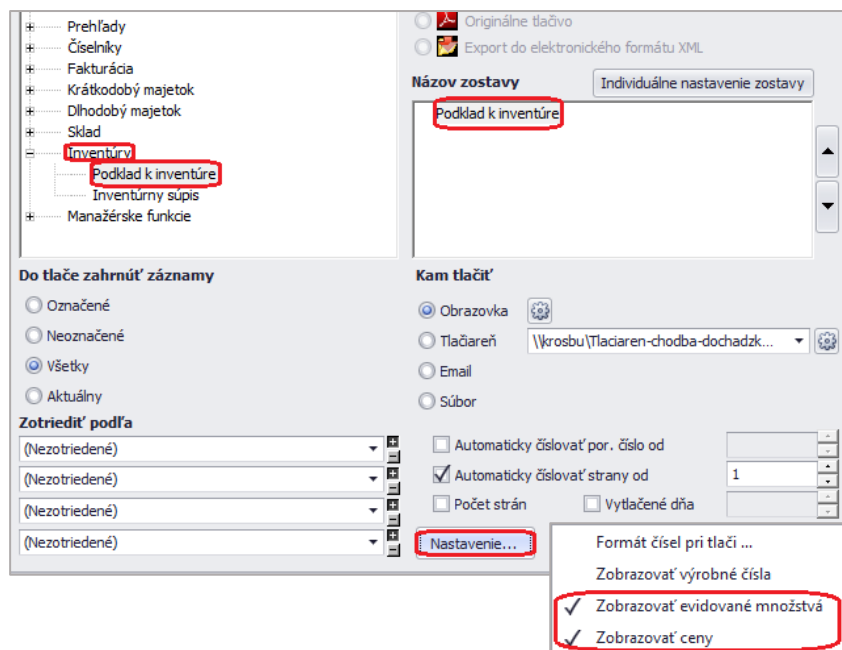 Prehľady
Číselníky
Fakturácia
Krátkodobý majetok
Dlhodobý majetok
Sklad
Inventúry
Podklad k inventúre
Inventúrny súpis
Manažérske funkcie
Originálne tlačivo
Export do elektronického formátu XML
Názov zostavy
Individuálne nastavenie zostavy
Podklad k inventúre
Do tlače zahrnúť záznamy
Označené
Neoznačené
Všetky
Aktuálny
Zotriediť podľa
(Nezotriedené)
(Nezotriedené)
(Nezotriedené)
(Nezotriedené)
Kam tlačiť
Obrazovka
Tlačiareň \\krosbu\Tlaciaren-chodba-dochadzk...
Email
Súbor
Automaticky číslovať por. číslo od
Automaticky číslovať strany od 1
Počet strán Vytlačené dňa
Nastavenie...
Formát čísel pri tlači ...
Zobrazovať výrobné čísla
Zobrazovať evidované množstvá
Zobrazovať ceny